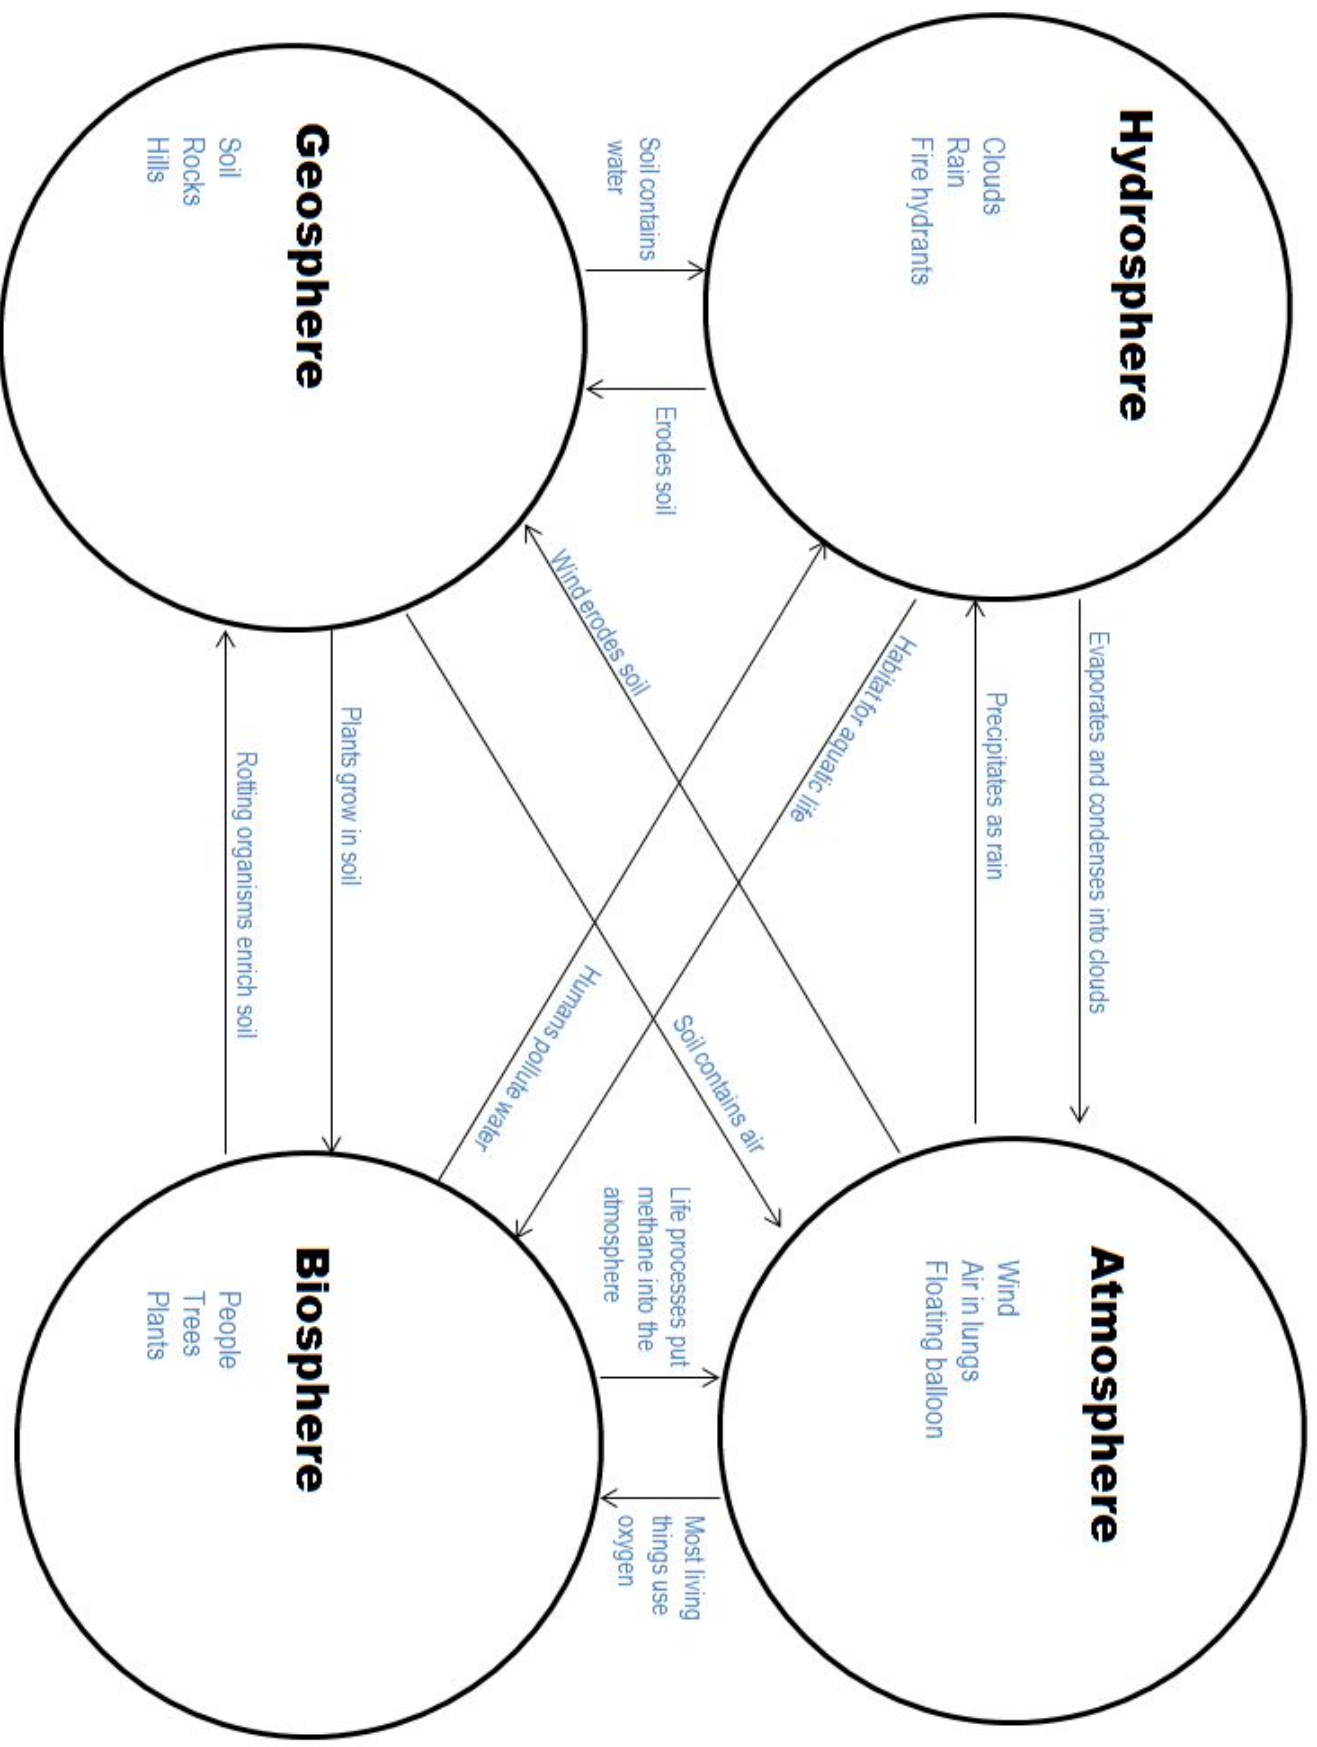 Hydrosphere
Clouds
Rain
Fire hydrants
Evaporates and condenses into clouds
Precipitates as rain
Atmosphere
Wind
Air in lungs
Floating balloon
Habitat for aquatic life
Soil contains
water
Erodes soil
Wind erodes soil
Humans pollute water
Soil contains air
Life processes put
methane into the
atmosphere
Most living
things use
oxygen
Geosphere
Soil
Rocks
Hills
Plants grow in soil
Rotting organisms enrich soil
Biosphere
People
Trees
Plants